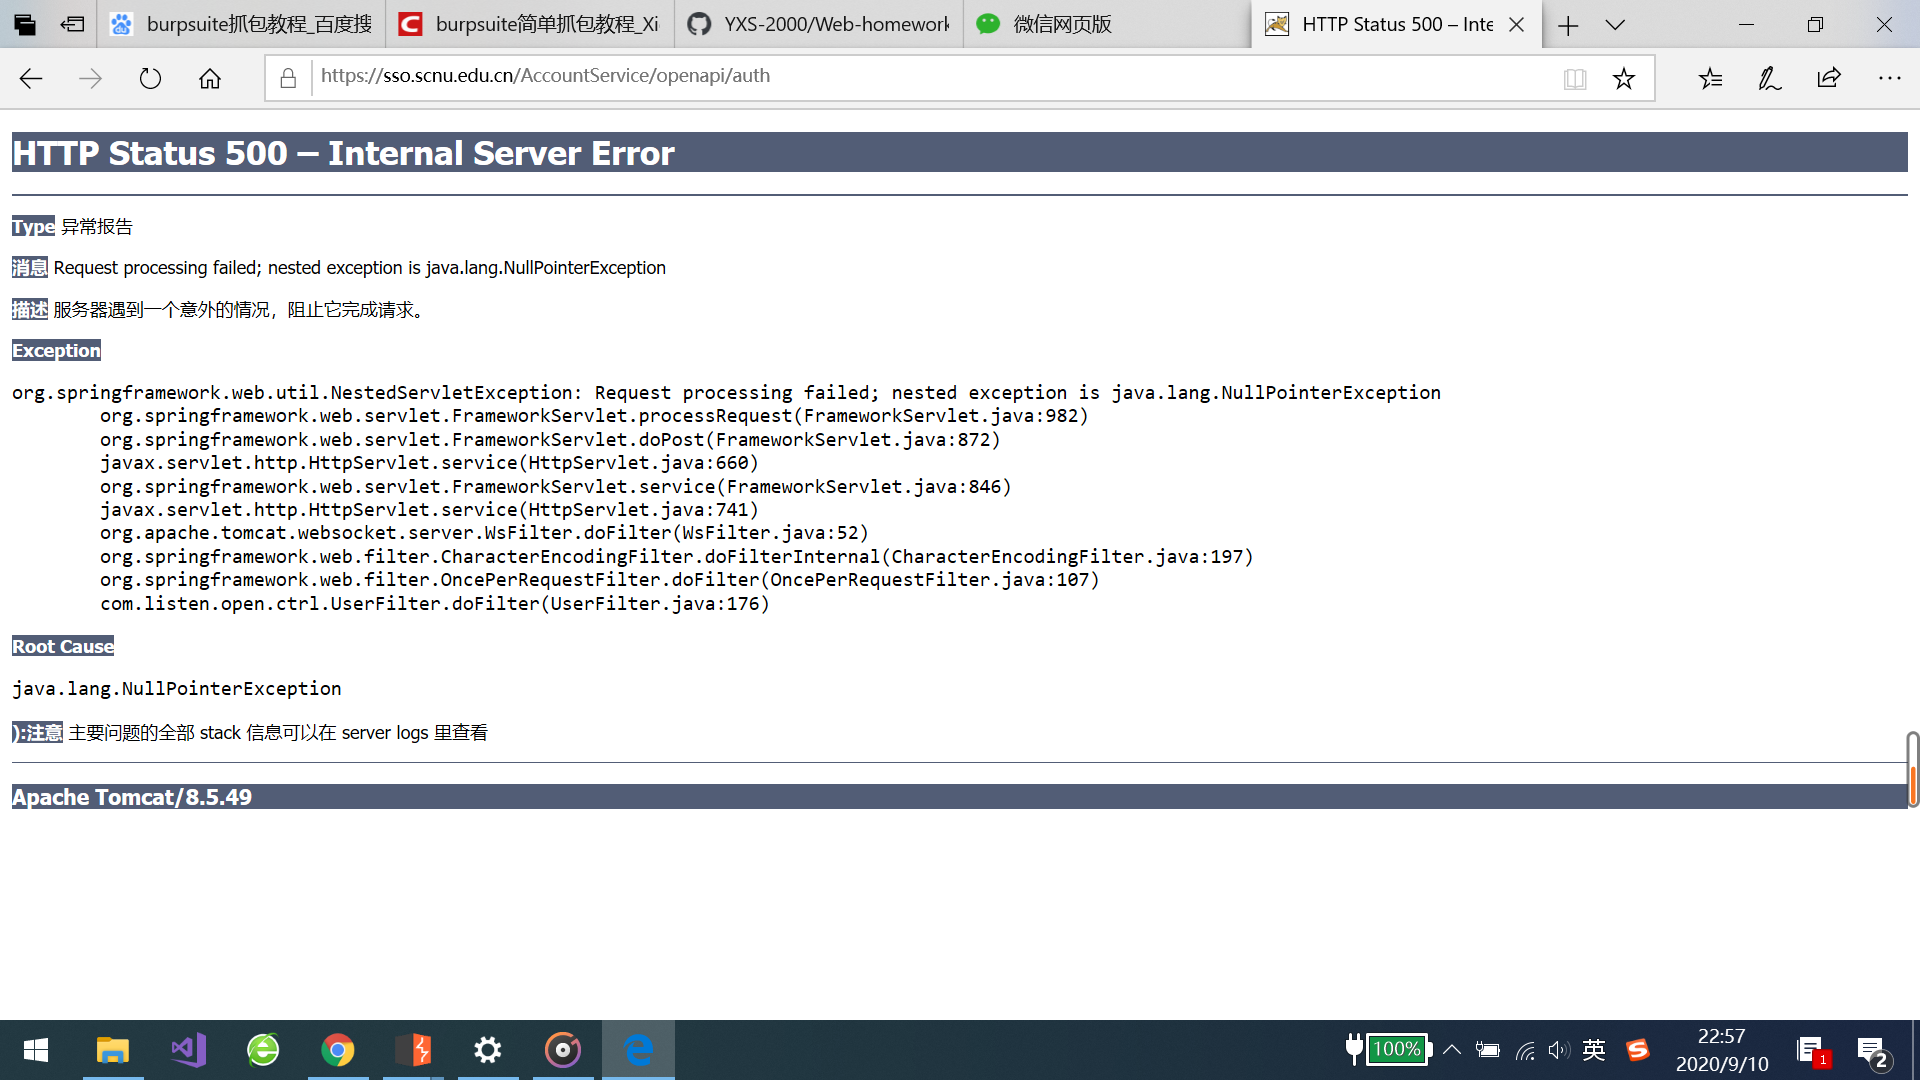 burpsuite抓包教程_百度搜
burpsuite简单抓包教程_Xi
YXS-2000/Web-homework
微信网页版
HTTP Status 500 – Inte
https://sso.scnu.edu.cn/AccountService/openapi/auth
HTTP Status 500 – Internal Server Error
Type 异常报告
消息 Request processing failed; nested exception is java.lang.NullPointerException
描述 服务器遇到一个意外的情况，阻止它完成请求。
Exception
org.springframework.web.util.NestedServletException: Request processing failed; nested exception is java.lang.NullPointerException
org.springframework.web.servlet.FrameworkServlet.processRequest(FrameworkServlet.java:982)
org.springframework.web.servlet.FrameworkServlet.doPost(FrameworkServlet.java:872)
javax.servlet.http.HttpServlet.service(HttpServlet.java:660)
org.springframework.web.servlet.FrameworkServlet.service(FrameworkServlet.java:846)
javax.servlet.http.HttpServlet.service(HttpServlet.java:741)
org.apache.tomcat.websocket.server.WsFilter.doFilter(WsFilter.java:52)
org.springframework.web.filter.CharacterEncodingFilter.doFilterInternal(CharacterEncodingFilter.java:197)
org.springframework.web.filter.OncePerRequestFilter.doFilter(OncePerRequestFilter.java:107)
com.listen.open.ctrl.UserFilter.doFilter(UserFilter.java:176)
Root Cause
java.lang.NullPointerException
):注意 主要问题的全部 stack 信息可以在 server logs 里查看
Apache Tomcat/8.5.49
100%
英
22:57
2020/9/10
1
2